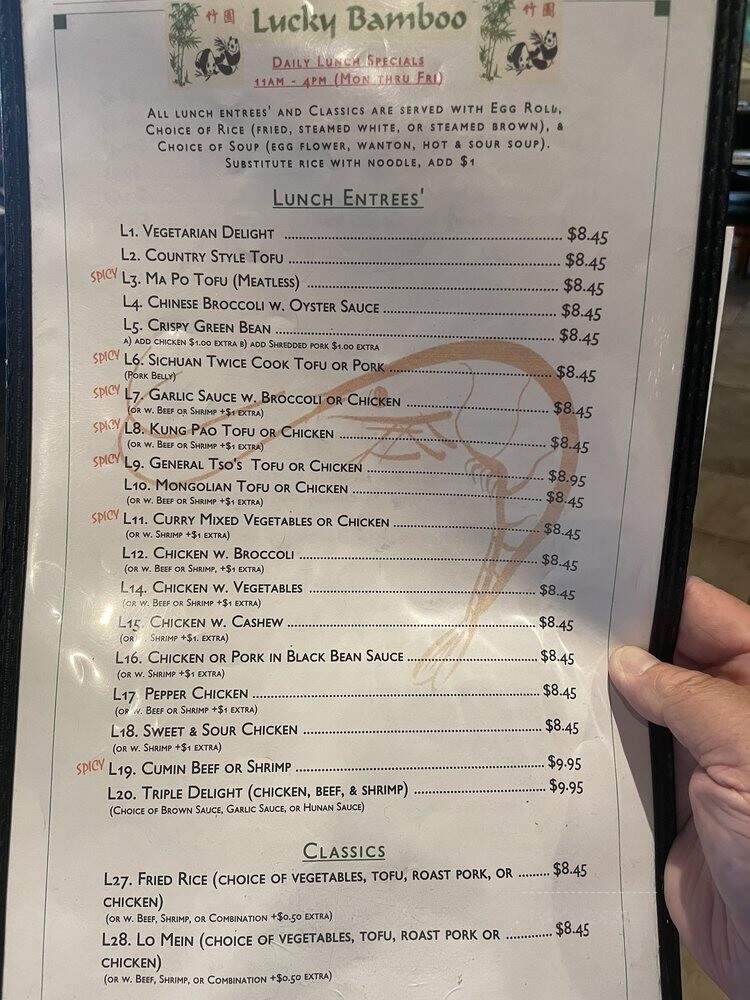 竹園 Lucky Bamboo 竹園
Daily Lunch Specials
11am - 4pm (Mon thru Fri)
All lunch entrees' and Classics are served with Egg Roll,
Choice of Rice (fried, steamed white, or steamed brown), &
Choice of Soup (egg flower, wanton, hot & sour soup).
Substitute rice with noodle, add $1
Lunch Entrees'
L1. Vegetarian Delight ........ $8.45
L2. Country Style Tofu ........ $8.45
SPICY L3. Ma Po Tofu (Meatless) ........ $8.45
L4. Chinese Broccoli w. Oyster Sauce ........ $8.45
L5. Crispy Green Bean ........ $8.45
a) add chicken $1.00 extra b) add Shredded pork $1.00 extra
SPICY L6. Sichuan Twice Cook Tofu or Pork ........ $8.45
(Pork Belly)
SPICY L7. Garlic Sauce w. Broccoli or Chicken ........ $8.45
(or w. Beef or Shrimp +$1 extra)
SPICY L8. Kung Pao Tofu or Chicken ........ $8.45
(or w. Beef or Shrimp +$1 extra)
SPICY L9. General Tso's Tofu or Chicken ........ $8.95
L10. Mongolian Tofu or Chicken ........ $8.45
(or w. Beef or Shrimp +$1 extra)
SPICY L11. Curry Mixed Vegetables or Chicken ........ $8.45
(or w. Shrimp +$1 extra)
L12. Chicken w. Broccoli ........ $8.45
(or w. Beef or Shrimp, +$1 extra)
L14. Chicken w. Vegetables ........ $8.45
(or w. Beef or Shrimp +$1 extra)
L15. Chicken w. Cashew ........ $8.45
(or . Shrimp +$1. extra)
L16. Chicken or Pork in Black Bean Sauce ........ $8.45
(or w. Shrimp +$1 extra)
L17. Pepper Chicken ........ $8.45
(or w. Beef or Shrimp +$1 extra)
L18. Sweet & Sour Chicken ........ $8.45
(or w. Shrimp +$1 extra)
SPICY L19. Cumin Beef or Shrimp ........ $9.95
L20. Triple Delight (chicken, beef, & shrimp) ........ $9.95
(Choice of Brown Sauce, Garlic Sauce, or Hunan Sauce)
Classics
L27. Fried Rice (choice of vegetables, tofu, roast pork, or ........ $8.45
chicken)
(or w. Beef, Shrimp, or Combination +$0.50 extra)
L28. Lo Mein (choice of vegetables, tofu, roast pork or ........ $8.45
chicken)
(or w. Beef, Shrimp, or Combination +$0.50 extra)